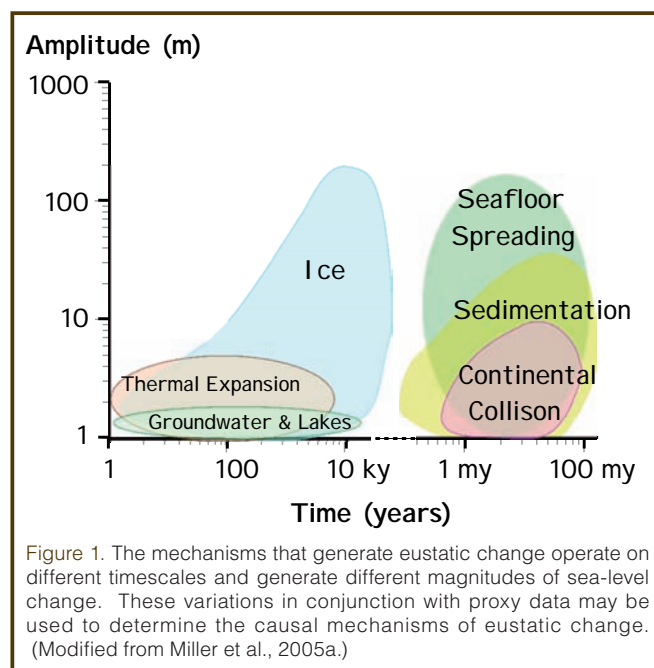 Amplitude (m)
1000
100
10
1
Ice
Thermal Expansion
Groundwater & Lakes
Seafloor
Spreading
Sedimentation
Continental
Collison
1
100
10 ky
1 my
100 my
Time (years)
Figure 1. The mechanisms that generate eustatic change operate on
different timescales and generate different magnitudes of sea-level
change. These variations in conjunction with proxy data may be
used to determine the causal mechanisms of eustatic change.
(Modified from Miller et al., 2005a.)